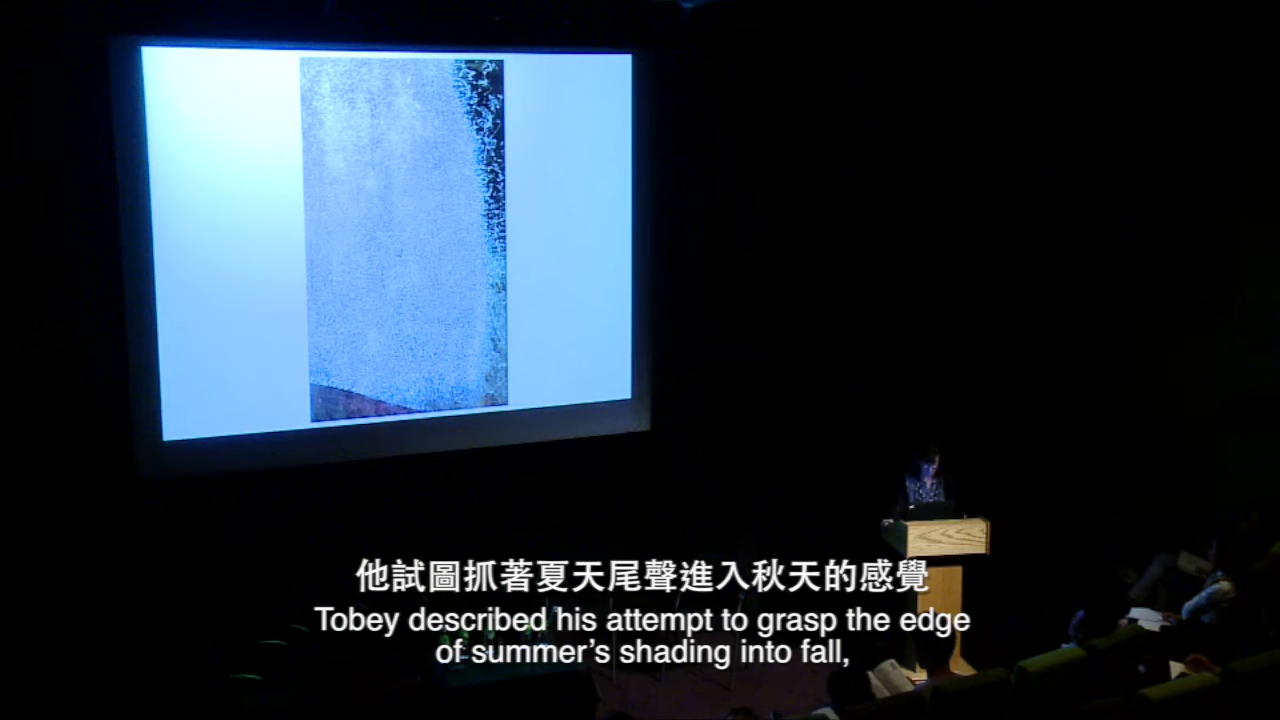 他試圖抓著夏天尾聲進入秋天的感覺
Tobey described his attempt to grasp the edge
of summer's shading into fall,